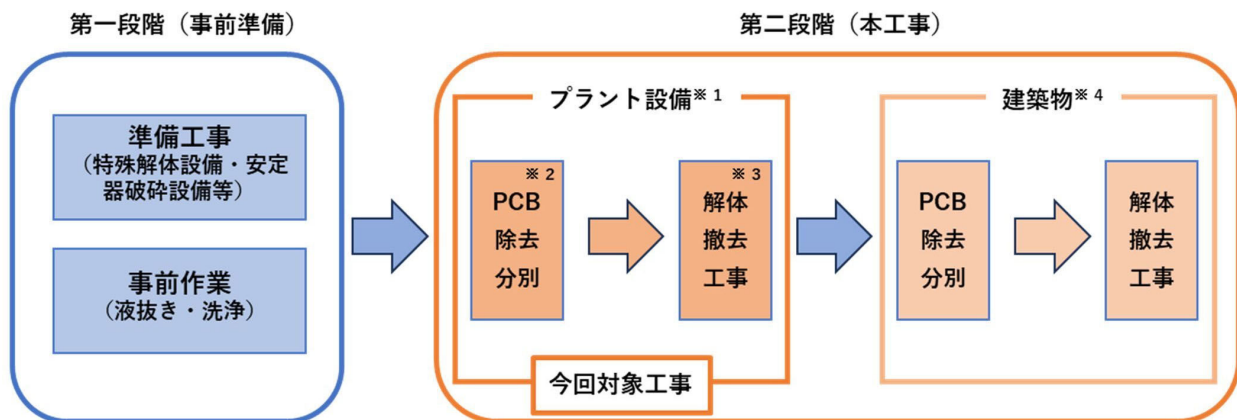 第一段階（事前準備）
準備工事
（特殊解体設備・安定
器破砕設備等）
事前作業
（液抜き・洗浄）
第二段階（本工事）
プラント設備※1
※2
PCB
除去
分別
※3
解体
撤去
工事
今回対象工事
建築物※4
PCB
除去
分別
解体
撤去
工事